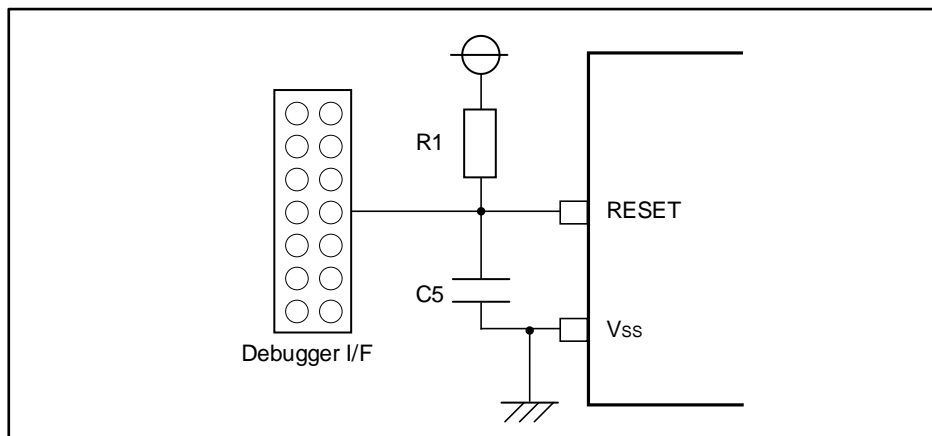 R1
RESET
C5
Vss
Debugger I/F